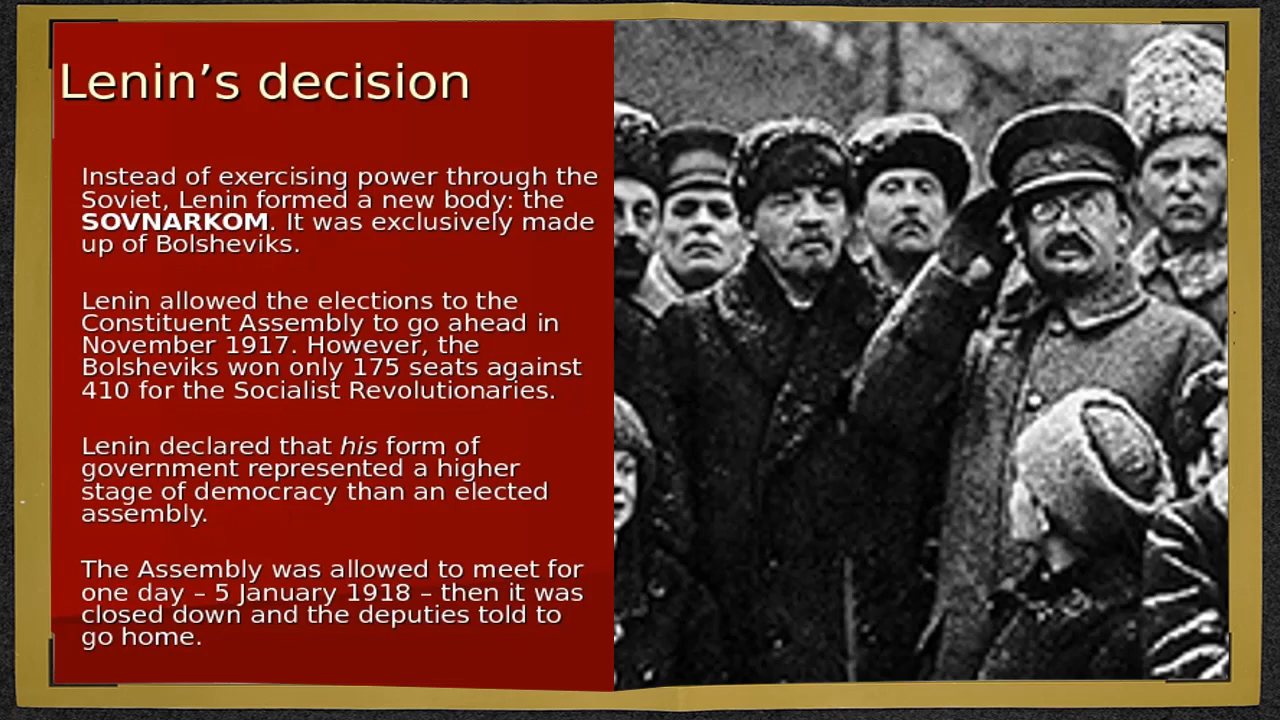 Lenin’s decision
Instead of exercising power through the
Soviet, Lenin formed a new body: the
SOVNARKOM. It was exclusively made
up of Bolsheviks.
Lenin allowed the elections to the
Constituent Assembly to go ahead in
November 1917. However, the
Bolsheviks won only 175 seats against
410 for the Socialist Revolutionaries.
Lenin declared that his form of
government represented a higher
stage of democracy than an elected
assembly.
The Assembly was allowed to meet for
one day – 5 January 1918 – then it was
closed down and the deputies told to
go home.